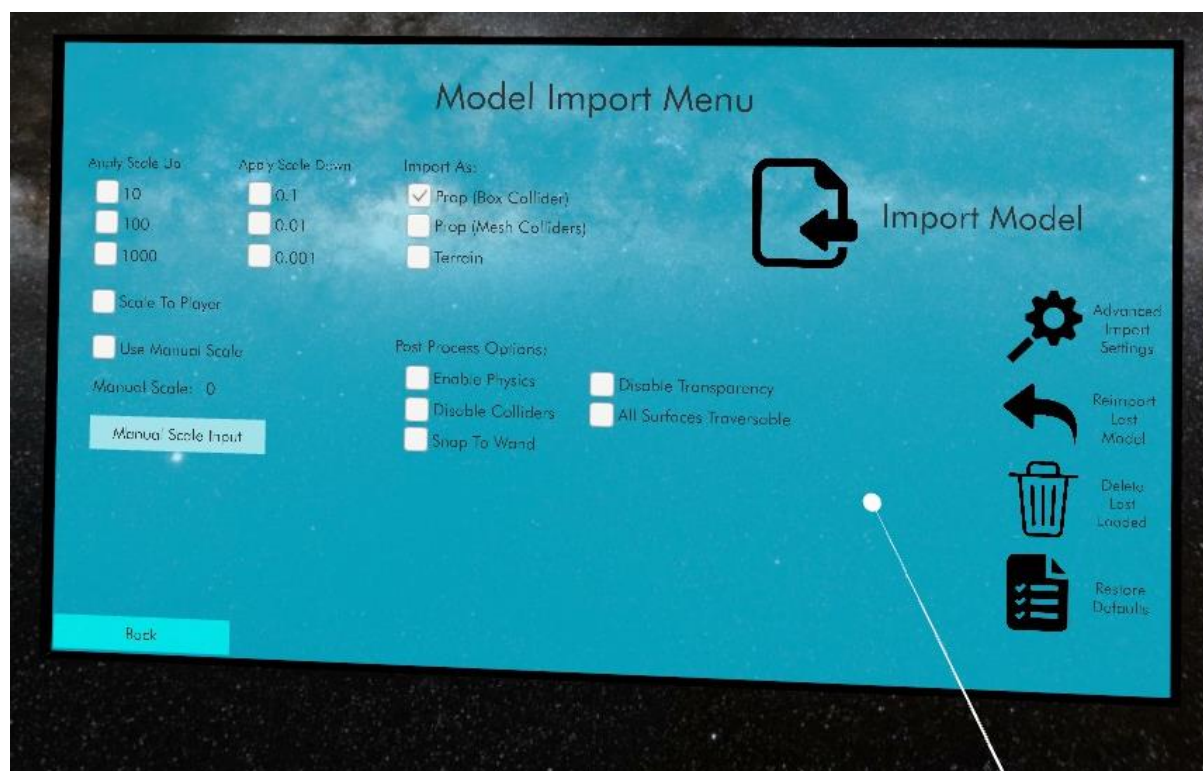 Model Import Menu
Apply Scale Up
10
100
1000
Apply Scale Down
0.1
0.01
0.001
Import As:
Prop (Box Collider)
Prop (Mesh Colliders)
Terrain
Scale To Player
Use Manual Scale
Manual Scale: 0
Manual Scale Input
Post Process Options:
Enable Physics
Disable Colliders
Snap To Wand
Disable Transparency
All Surfaces Traversable
Import Model
Advanced
Import
Settings
Reimport
Last
Model
Delete
Last
Loaded
Restore
Defaults
Back